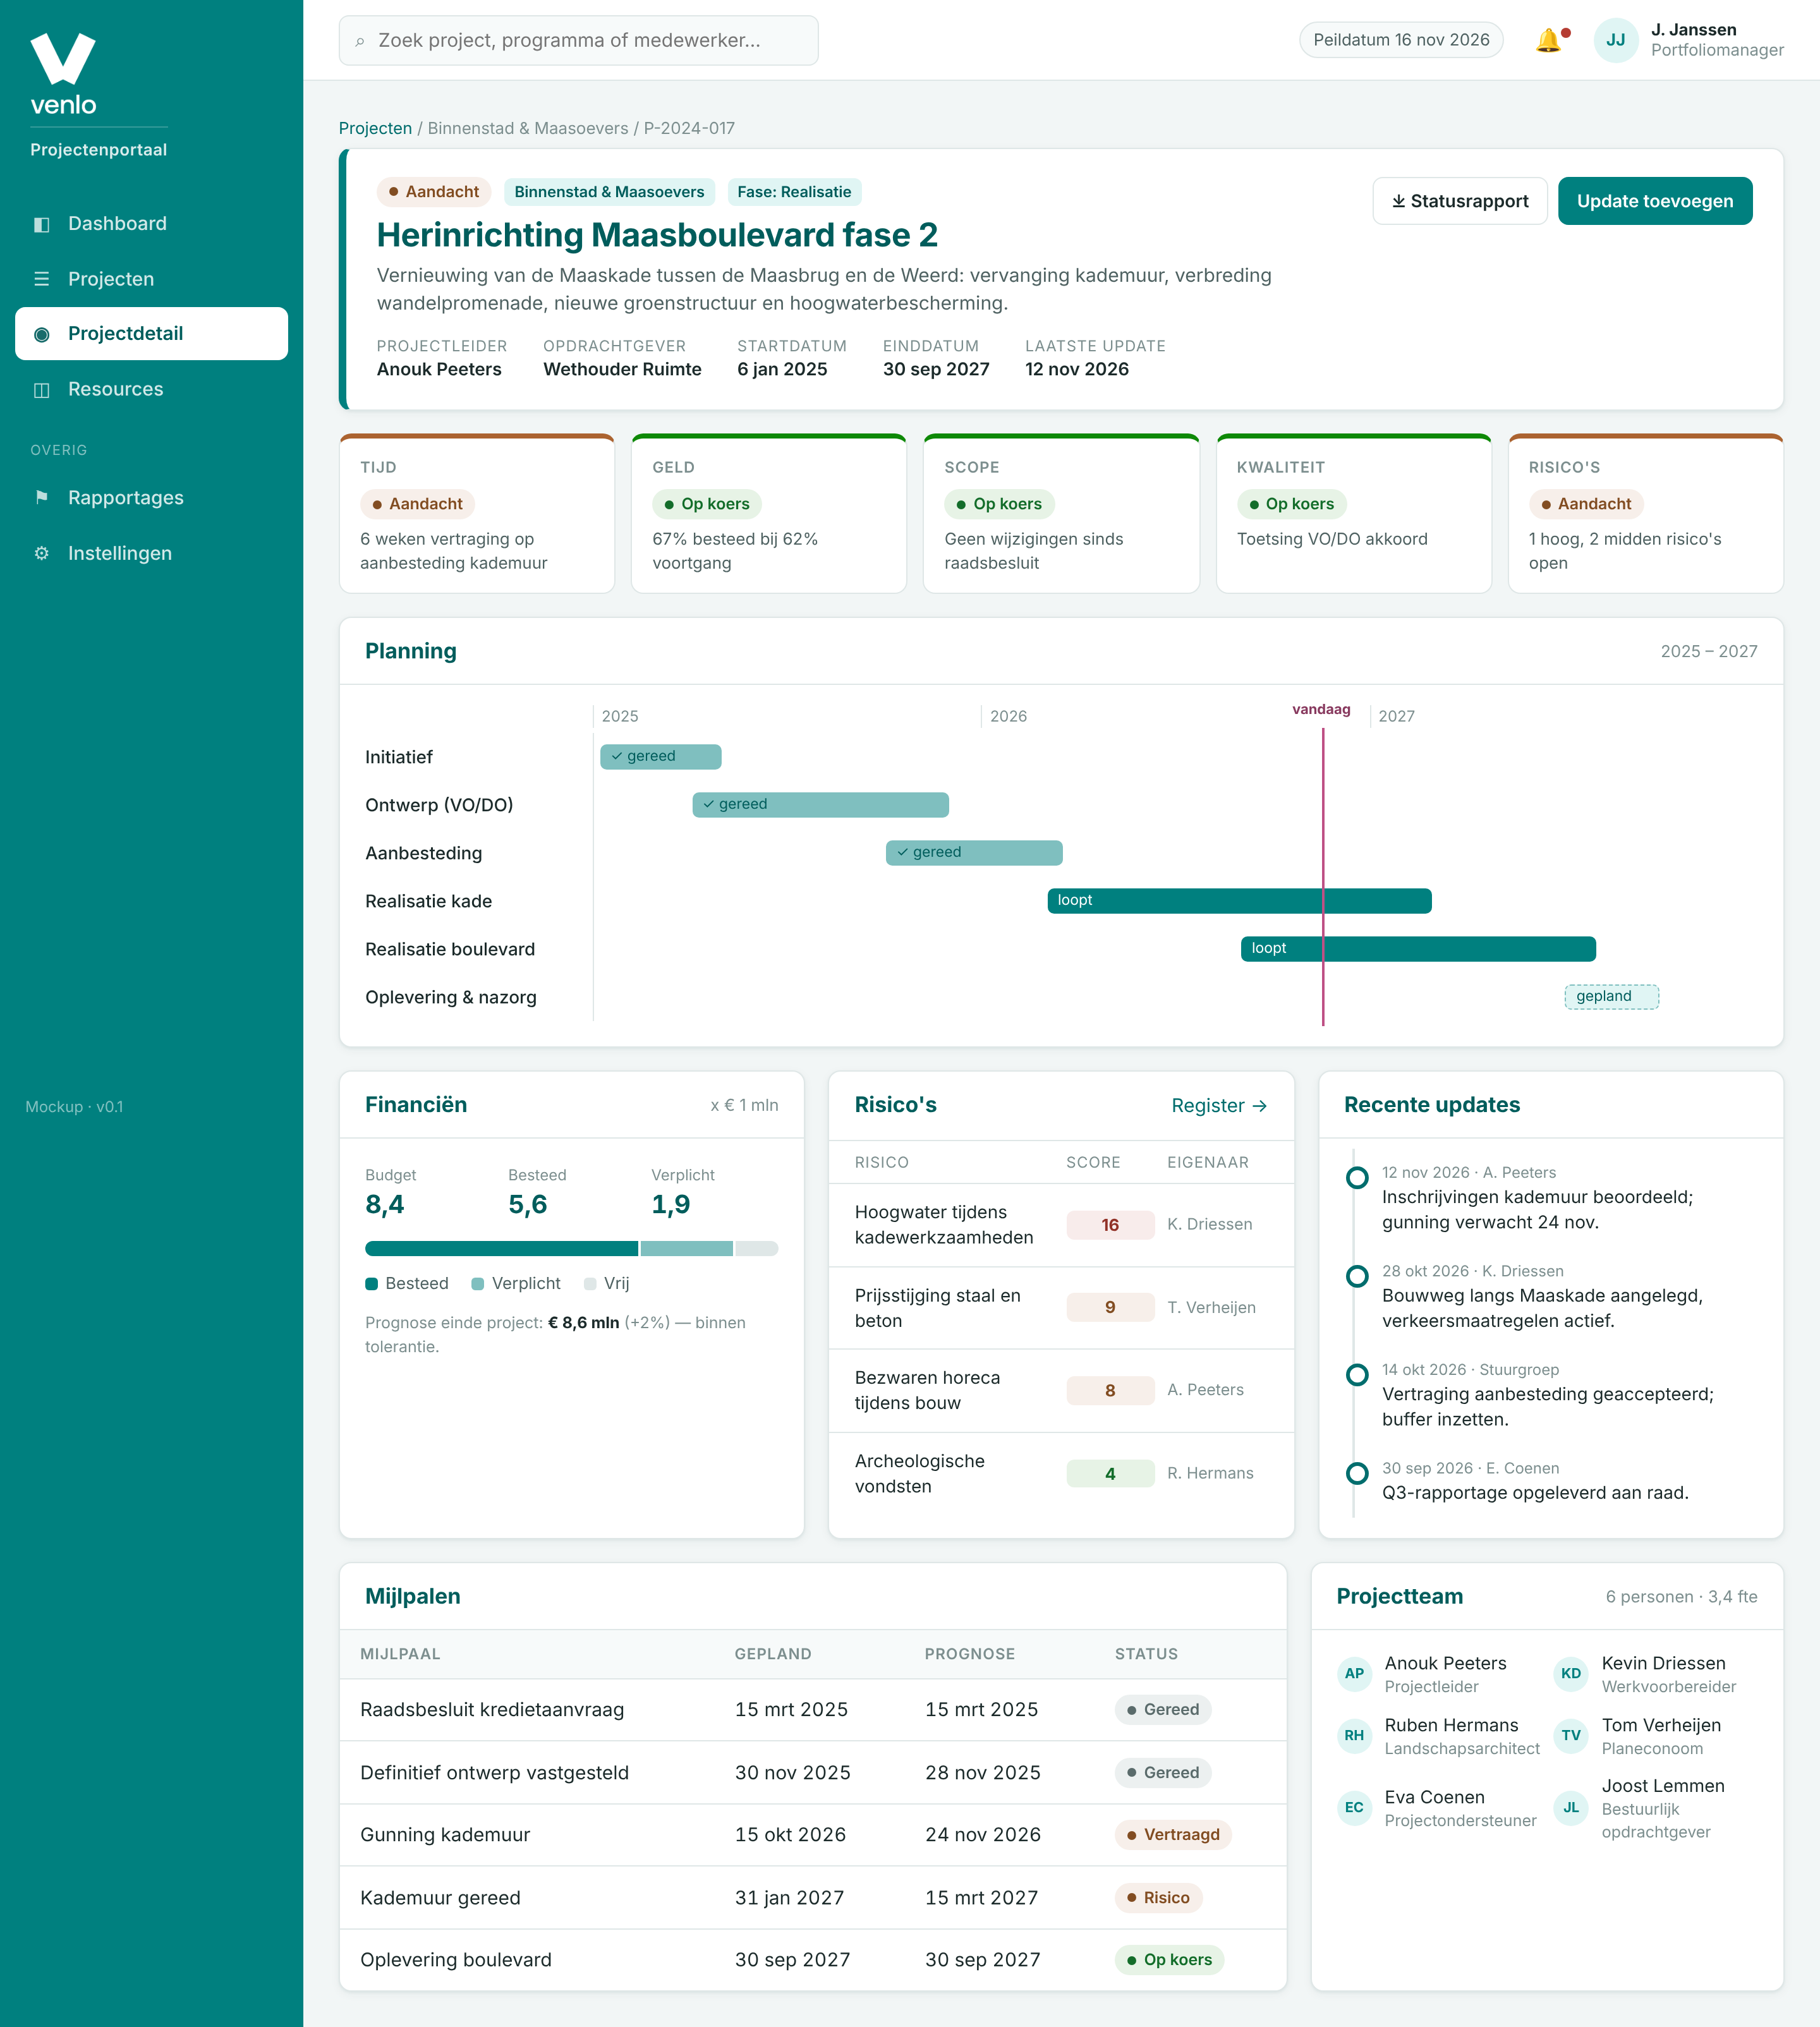 venlo
Projectenportaal
Dashboard
Projecten
Projectdetail
Resources
OVERIG
Rapportages
Instellingen
Mockup · v0.1
Zoek project, programma of medewerker...
Peildatum 16 nov 2026
JJ
J. Janssen
Portfoliomanager
Projecten / Binnenstad & Maasoevers / P-2024-017
Aandacht
Binnenstad & Maasoevers
Fase: Realisatie
Statusrapport
Update toevoegen
Herinrichting Maasboulevard fase 2
Vernieuwing van de Maaskade tussen de Maasbrug en de Weerd: vervanging kademuur, verbreding
wandelpromenade, nieuwe groenstructuur en hoogwaterbescherming.
PROJECTLEIDER
Anouk Peeters
OPDRACHTGEVER
Wethouder Ruimte
STARTDATUM
6 jan 2025
EINDDATUM
30 sep 2027
LAATSTE UPDATE
12 nov 2026
TIJD
Aandacht
6 weken vertraging op
aanbesteding kademuur
GELD
Op koers
67% besteed bij 62%
voortgang
SCOPE
Op koers
Geen wijzigingen sinds
raadsbesluit
KWALITEIT
Op koers
Toetsing VO/DO akkoord
RISICO'S
Aandacht
1 hoog, 2 midden risico's
open
Planning
2025 – 2027
2025
2026
vandaag
2027
Initiatief
✓ gereed
Ontwerp (VO/DO)
✓ gereed
Aanbesteding
✓ gereed
Realisatie kade
loopt
Realisatie boulevard
loopt
Oplevering & nazorg
gepland
Financiën
x € 1 mln
Budget
8,4
Besteed
5,6
Verplicht
1,9
Besteed
Verplicht
Vrij
Prognose einde project: € 8,6 mln (+2%) — binnen
tolerantie.
Risico's
Register →
RISICO SCORE EIGENAAR
Hoogwater tijdens
kadewerkzaamheden
16
K. Driessen
Prijsstijging staal en
beton
9
T. Verheijen
Bezwaren horeca
tijdens bouw
8
A. Peeters
Archeologische
vondsten
4
R. Hermans
Recente updates
12 nov 2026 · A. Peeters
Inschrijvingen kademuur beoordeeld;
gunning verwacht 24 nov.
28 okt 2026 · K. Driessen
Bouwweg langs Maaskade aangelegd,
verkeersmaatregelen actief.
14 okt 2026 · Stuurgroep
Vertraging aanbesteding geaccepteerd;
buffer inzetten.
30 sep 2026 · E. Coenen
Q3-rapportage opgeleverd aan raad.
Mijlpalen
MIJLPAAL GEPLAND PROGNOSE STATUS
Raadsbesluit kredietaanvraag 15 mrt 2025 15 mrt 2025 Gereed
Definitief ontwerp vastgesteld 30 nov 2025 28 nov 2025 Gereed
Gunning kademuur 15 okt 2026 24 nov 2026 Vertraagd
Kademuur gereed 31 jan 2027 15 mrt 2027 Risico
Oplevering boulevard 30 sep 2027 30 sep 2027 Op koers
Projectteam
6 personen · 3,4 fte
AP
Anouk Peeters
Projectleider
KD
Kevin Driessen
Werkvoorbereider
RH
Ruben Hermans
Landschapsarchitect
TV
Tom Verheijen
Planeconoom
EC
Eva Coenen
Projectondersteuner
JL
Joost Lemmen
Bestuurlijk
opdrachtgever